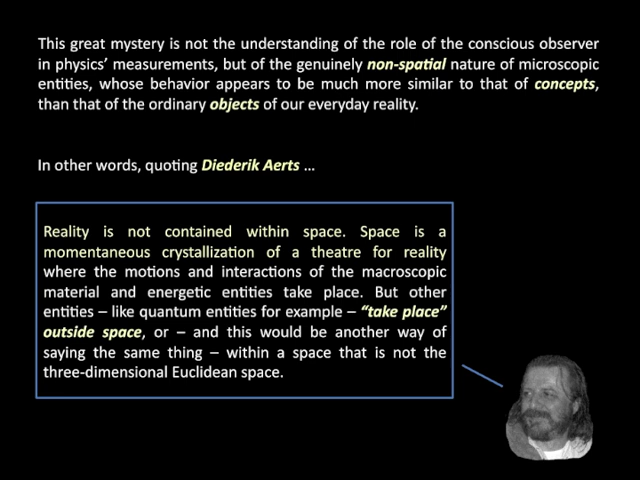 This great mystery is not the understanding of the role of the conscious observer
in physics’ measurements, but of the genuinely non-spatial nature of microscopic
entities, whose behavior appears to be much more similar to that of concepts,
than that of the ordinary objects of our everyday reality.
In other words, quoting Diederik Aerts ...
Reality is not contained within space. Space is a
momentaneous crystallization of a theatre for reality
where the motions and interactions of the macroscopic
material and energetic entities take place. But other
entities – like quantum entities for example – “take place”
outside space, or – and this would be another way of
saying the same thing – within a space that is not the
three-dimensional Euclidean space.